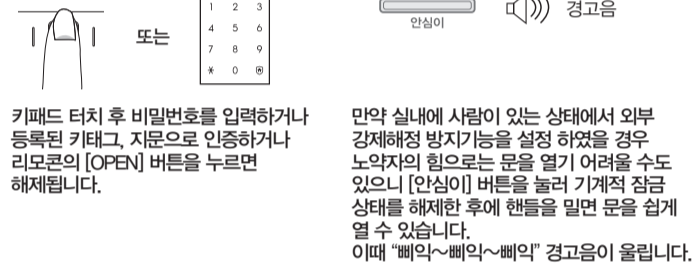 또는
1 2 3
4 5 6
7 8 9
* 0
안심이
경고음
키패드 터치 후 비밀번호를 입력하거나
등록된 키태그, 지문으로 인증하거나
리모콘의 [OPEN] 버튼을 누르면
해제됩니다.
만약 실내에 사람이 있는 상태에서 외부
강제해정 방지기능을 설정 하였을 경우
노약자의 힘으로는 문을 열기 어려울 수도
있으니 [안심이] 버튼을 눌러 기계적 잠금
상태를 해제한 후에 핸들을 밀면 문을 쉽게
열 수 있습니다.
이때 “삐익~삐익~삐익” 경고음이 울립니다.